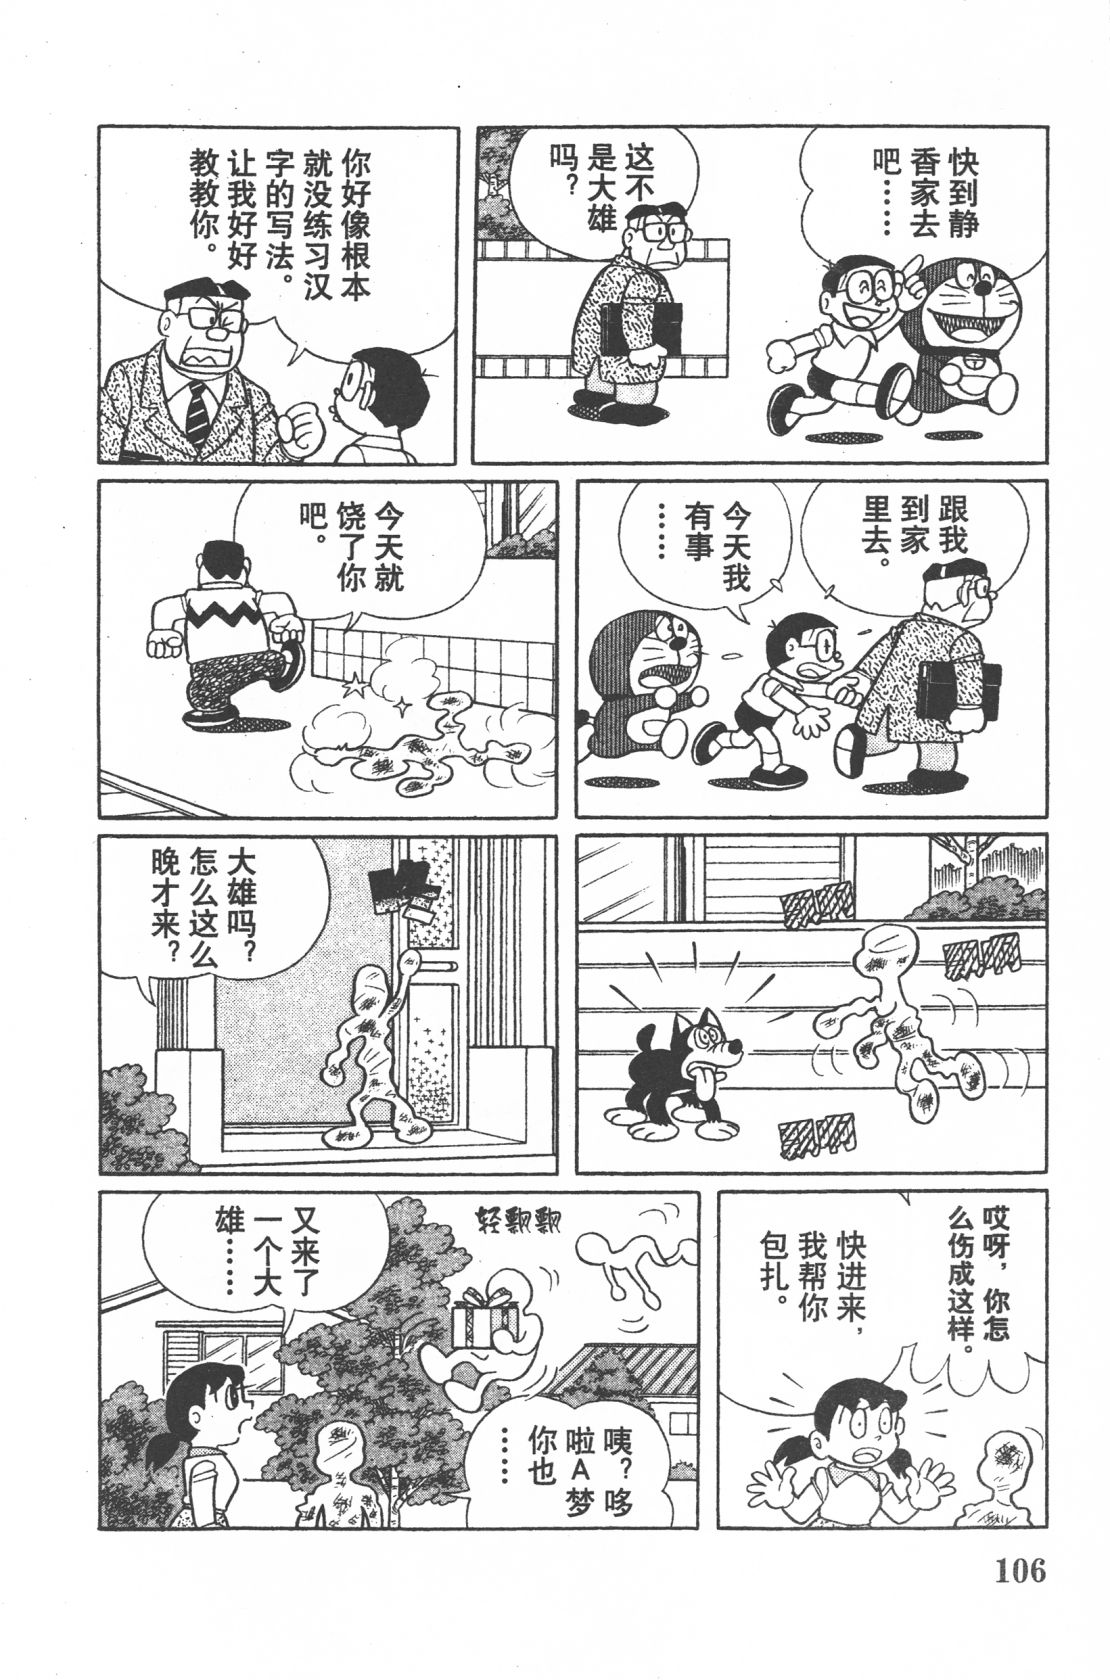 快到静
香家去
吧……
这不
是大雄
吗？
你好像根本
就没练习汉
字的写法。
让我好好
教教你。
跟我
到家
里去。
今天我
有事
……
今天就
饶了你
吧。
大雄吗？
怎么这么
晚才来？
哎呀，你怎
么伤成这样。
快进来，
我帮你
包扎。
轻飘飘
又来了
一个大
雄……
咦？哆
啦A梦
你也
……
106